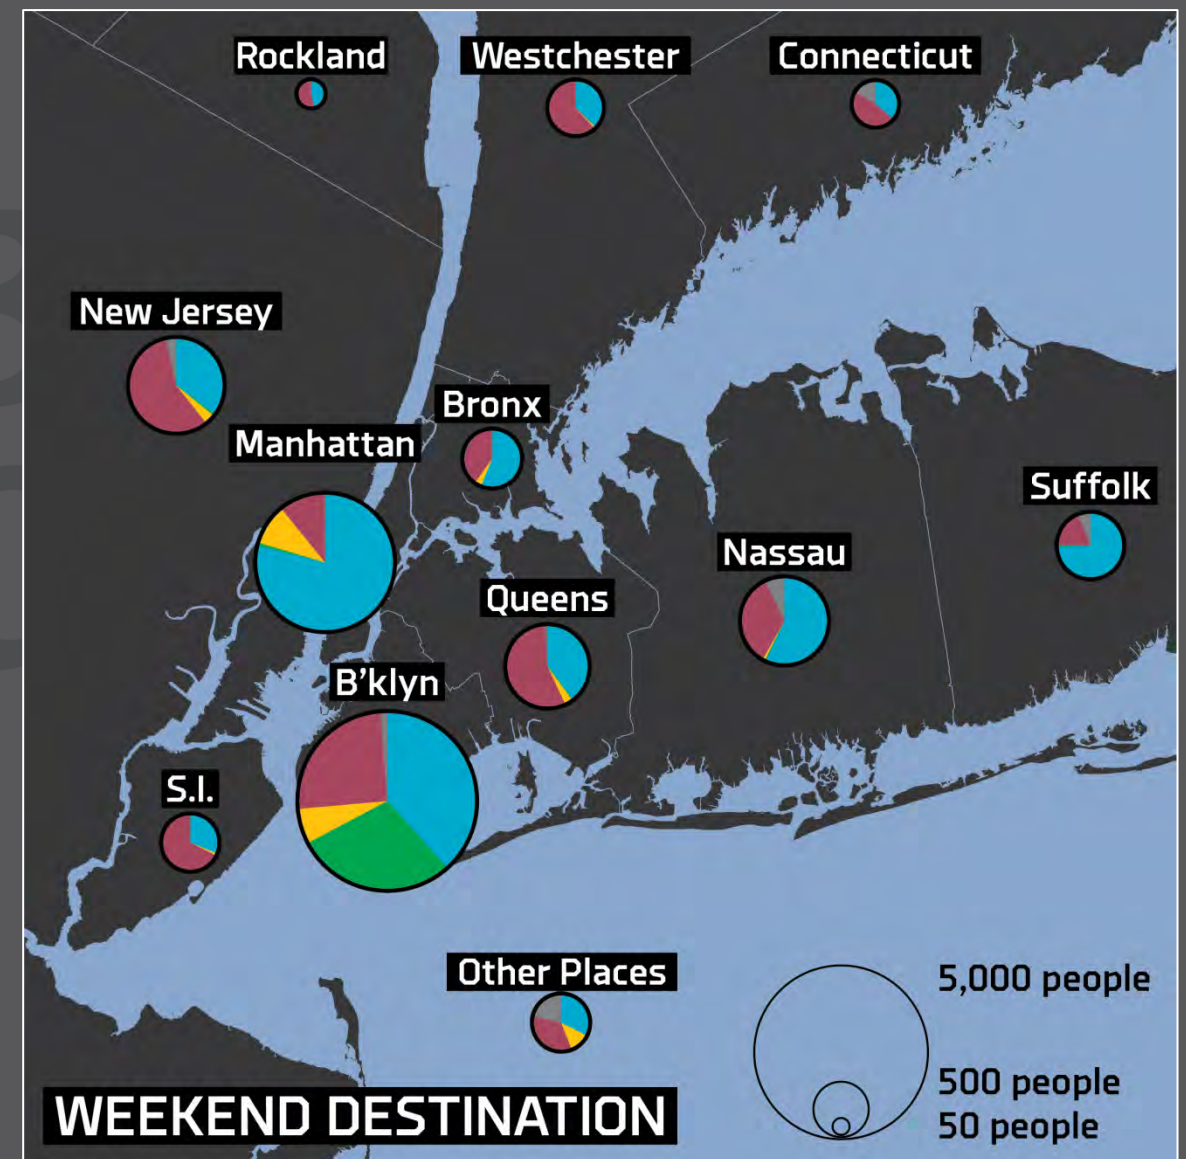 Rockland
Westchester
Connecticut
New Jersey
Bronx
Manhattan
Suffolk
Nassau
Queens
B'klyn
S.I.
Other Places
5,000 people
500 people
50 people
WEEKEND DESTINATION